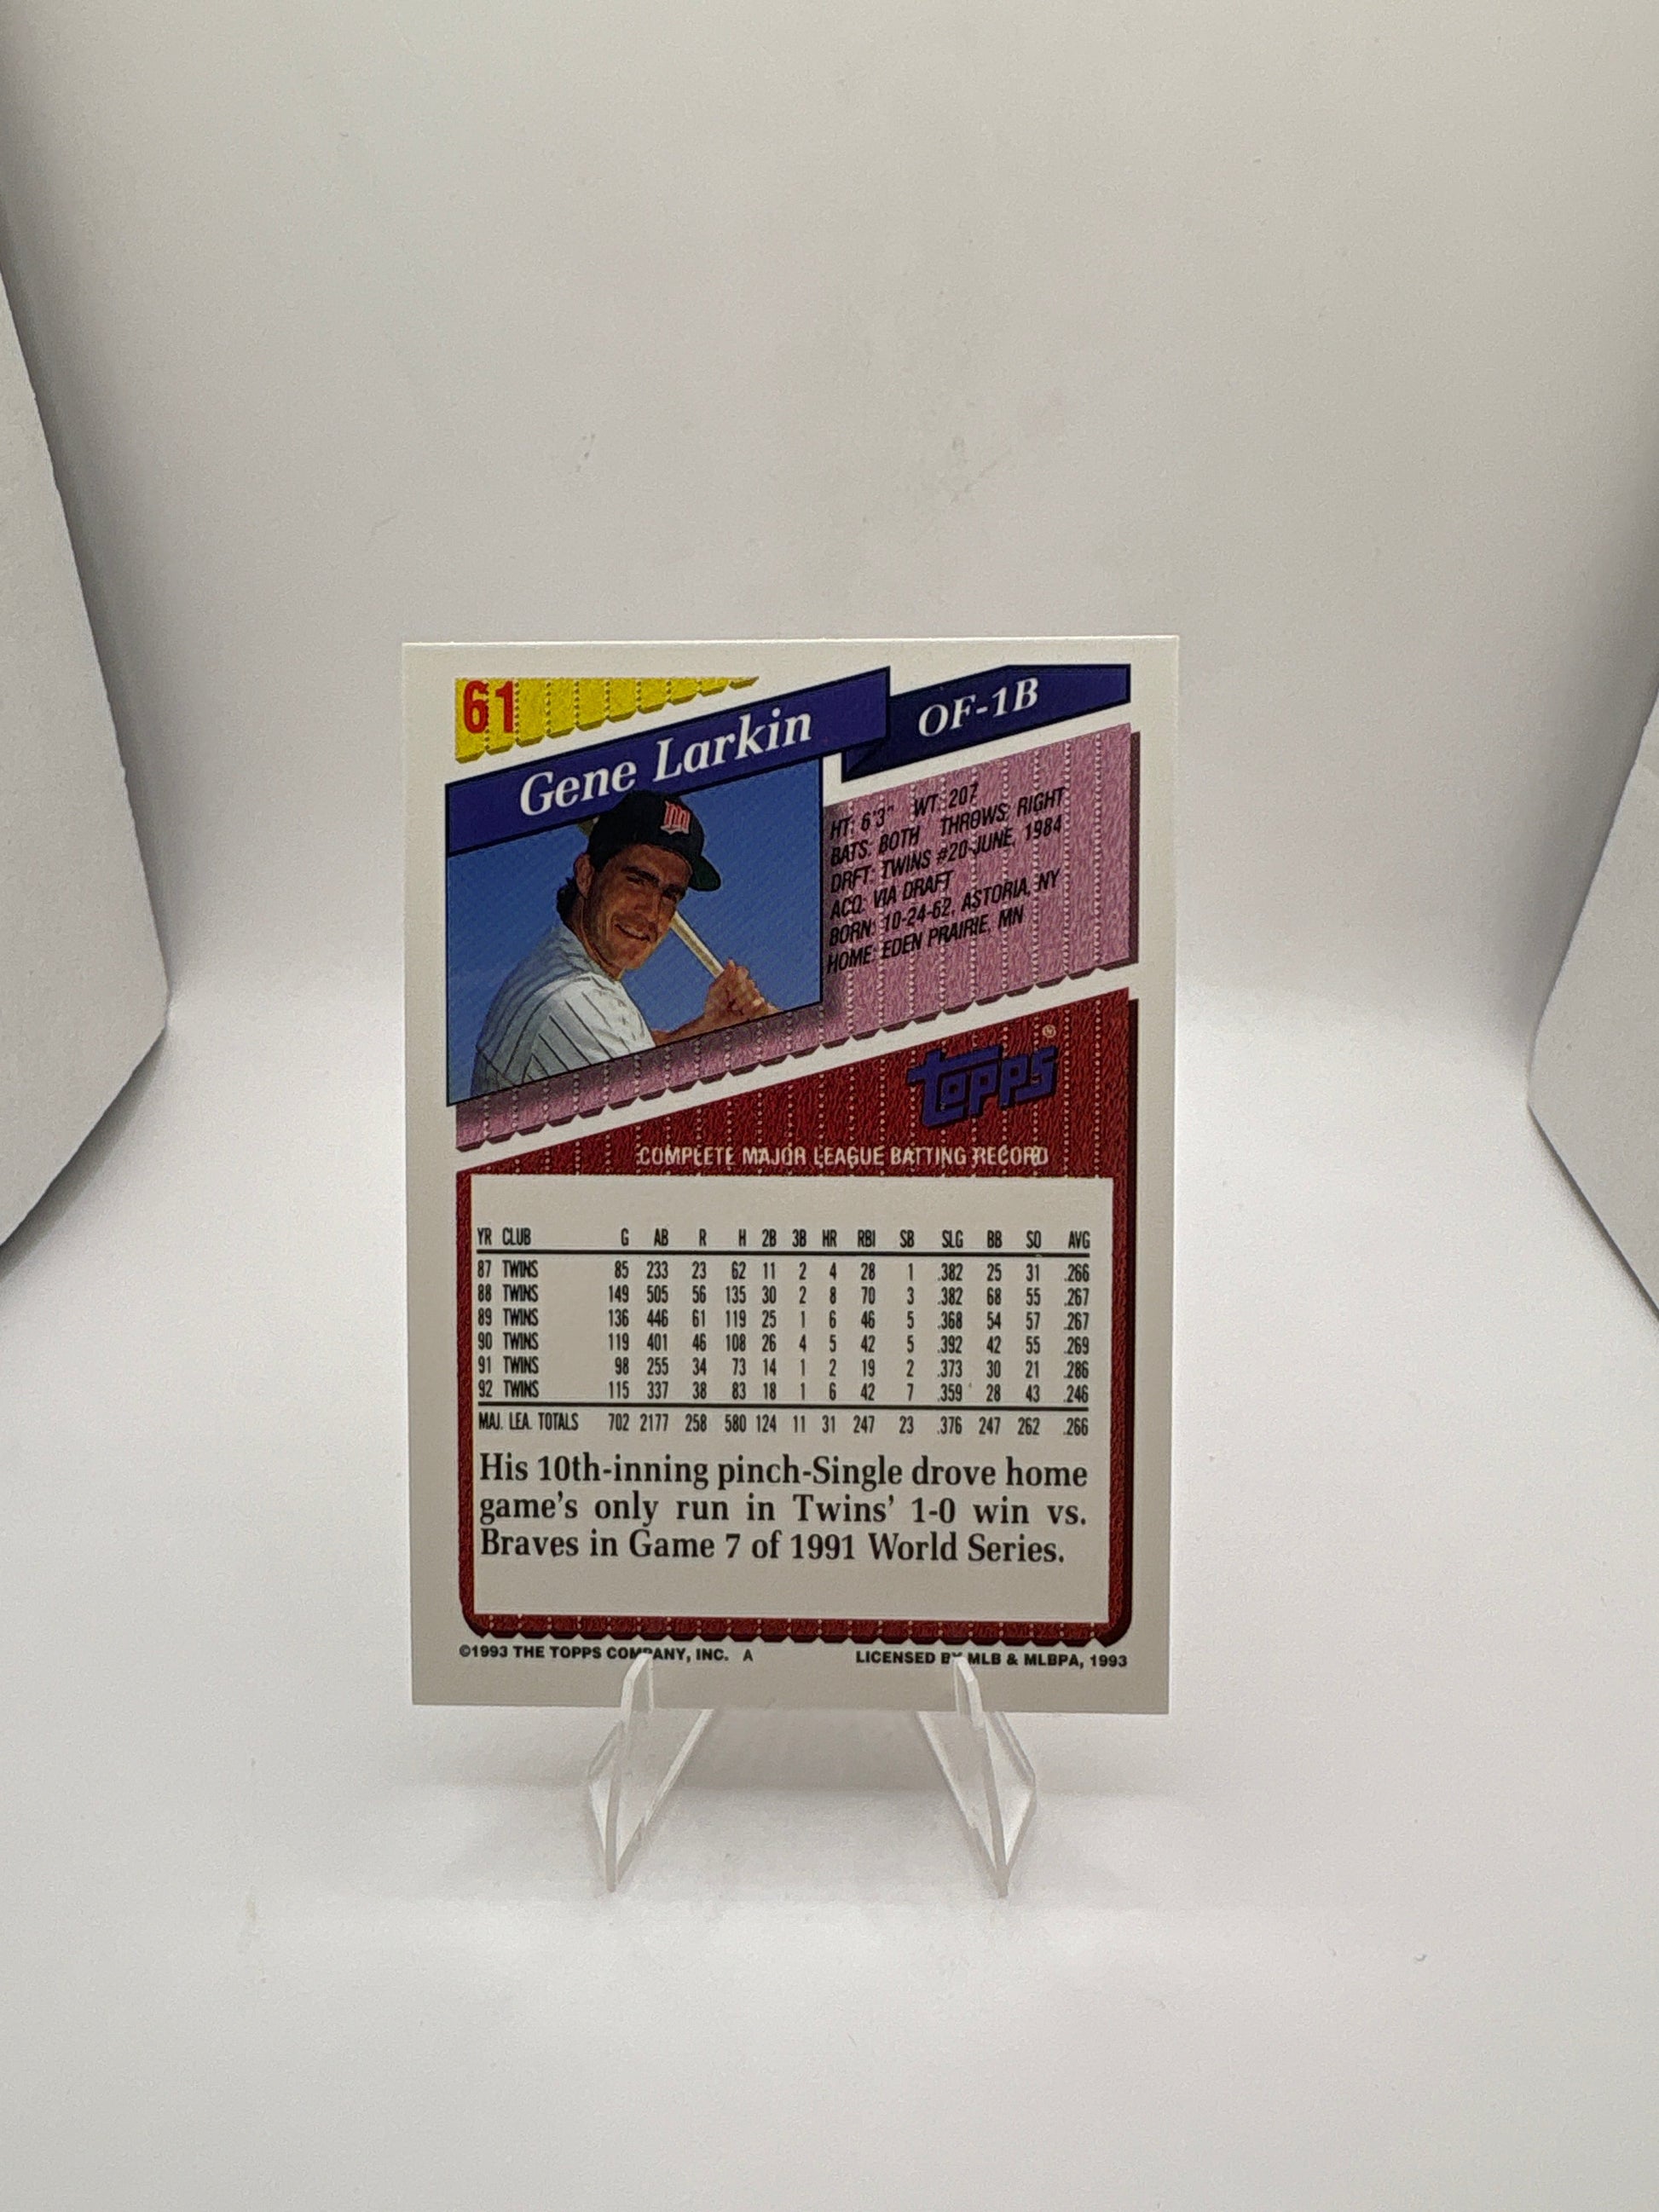 61
Gene Larkin
OF-1B
HT: 6'3" WT: 207
BATS: BOTH THROWS: RIGHT
DRFT: TWINS #20-JUNE, 1984
ACQ: VIA DRAFT
BORN: 10-24-62, ASTORIA, NY
HOME: EDEN PRAIRIE, MN
topps®
COMPLETE MAJOR LEAGUE BATTING RECORD
YR CLUB G AB R H 2B 3B HR RBI SB SLG BB SO AVG
87 TWINS 85 233 23 62 11 2 4 28 1 .382 25 31 .266
88 TWINS 149 505 56 135 30 2 8 70 3 .382 68 55 .267
89 TWINS 136 446 61 119 25 1 6 46 5 .368 54 57 .267
90 TWINS 119 401 46 108 26 4 5 42 5 .392 42 55 .269
91 TWINS 98 255 34 73 14 1 2 19 2 .373 30 21 .286
92 TWINS 115 337 38 83 18 1 6 42 7 .359 28 43 .246
MAJ. LEA. TOTALS 702 2177 258 580 124 11 31 247 23 .376 247 262 .266
His 10th-inning pinch-Single drove home
game's only run in Twins' 1-0 win vs.
Braves in Game 7 of 1991 World Series.
©1993 THE TOPPS COMPANY, INC. A LICENSED BY MLB & MLBPA, 1993